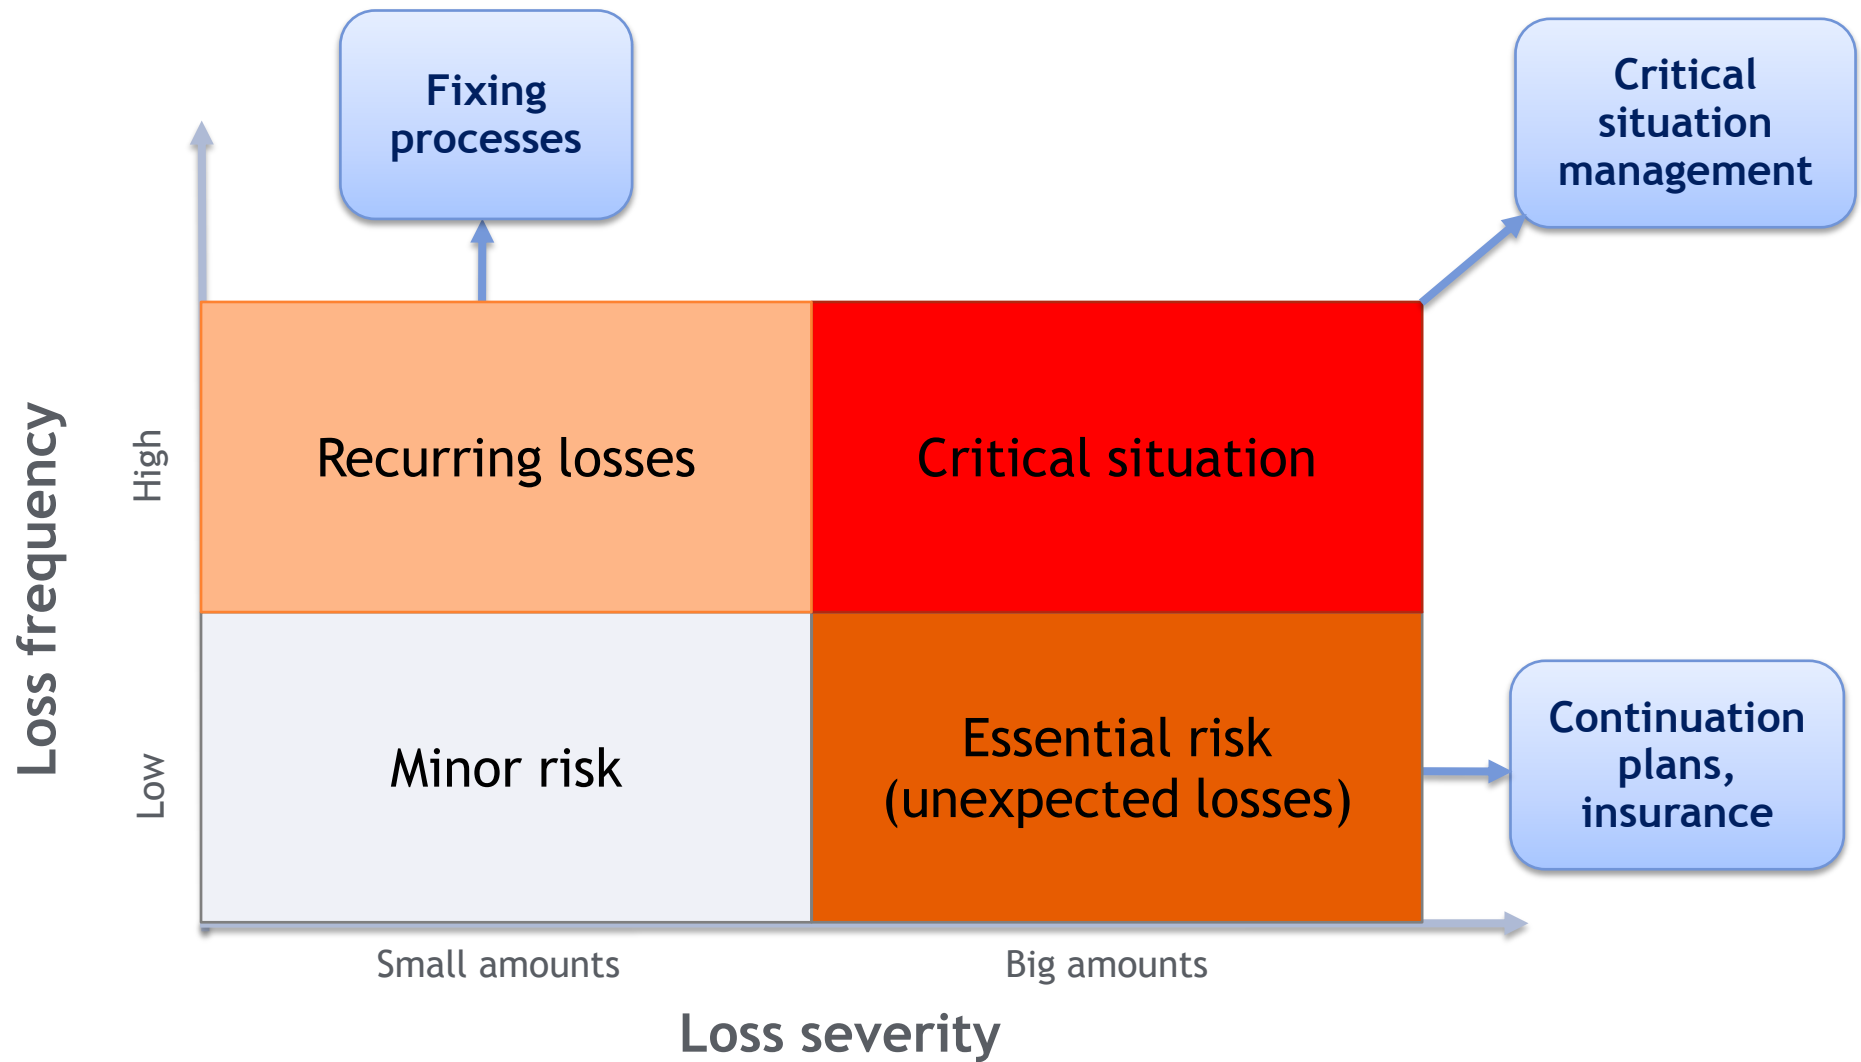 Fixing
processes
Critical
situation
management
Loss frequency
High
Low
Recurring losses
Critical situation
Minor risk
Essential risk
(unexpected losses)
Continuation
plans,
insurance
Small amounts
Big amounts
Loss severity